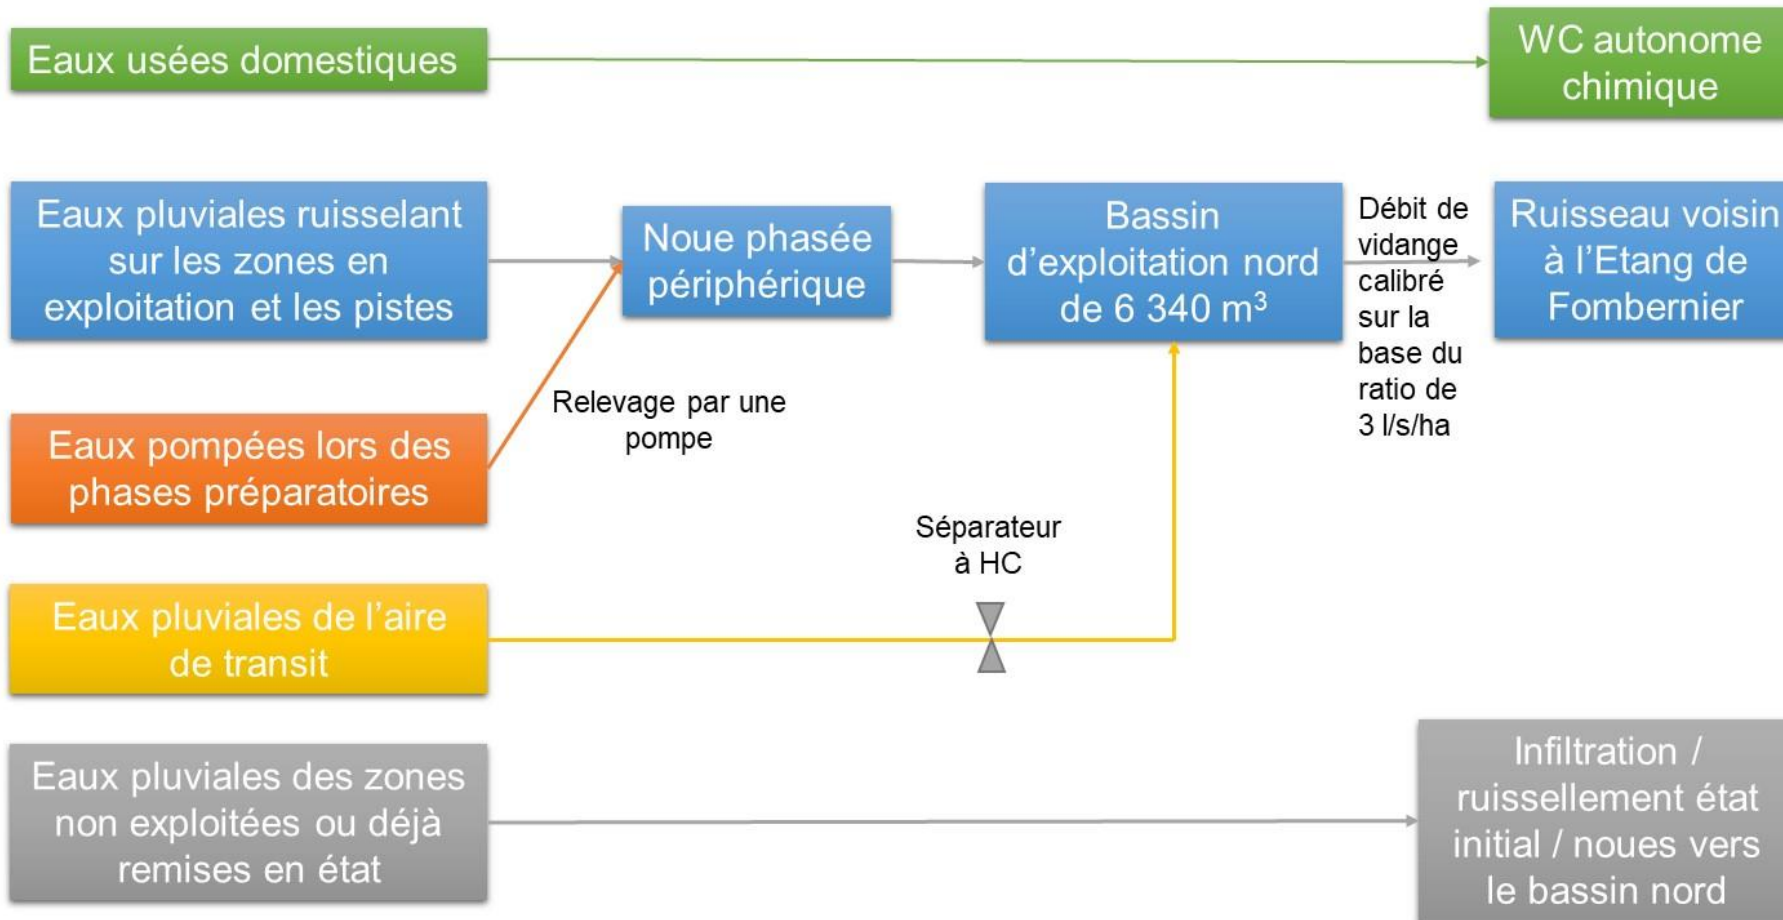 Eaux usées domestiques
WC autonome
chimique
Eaux pluviales ruisselant
sur les zones en
exploitation et les pistes
Noue phasée
périphérique
Bassin
d'exploitation nord
de 6 340 m³
Débit de
vidange
calibré
sur la
base du
ratio de
3 l/s/ha
Ruisseau voisin
à l'Etang de
Fombernier
Relevage par une
pompe
Eaux pompées lors des
phases préparatoires
Séparateur
à HC
Eaux pluviales de l'aire
de transit
Eaux pluviales des zones
non exploitées ou déjà
remises en état
Infiltration /
ruissellement état
initial / noues vers
le bassin nord